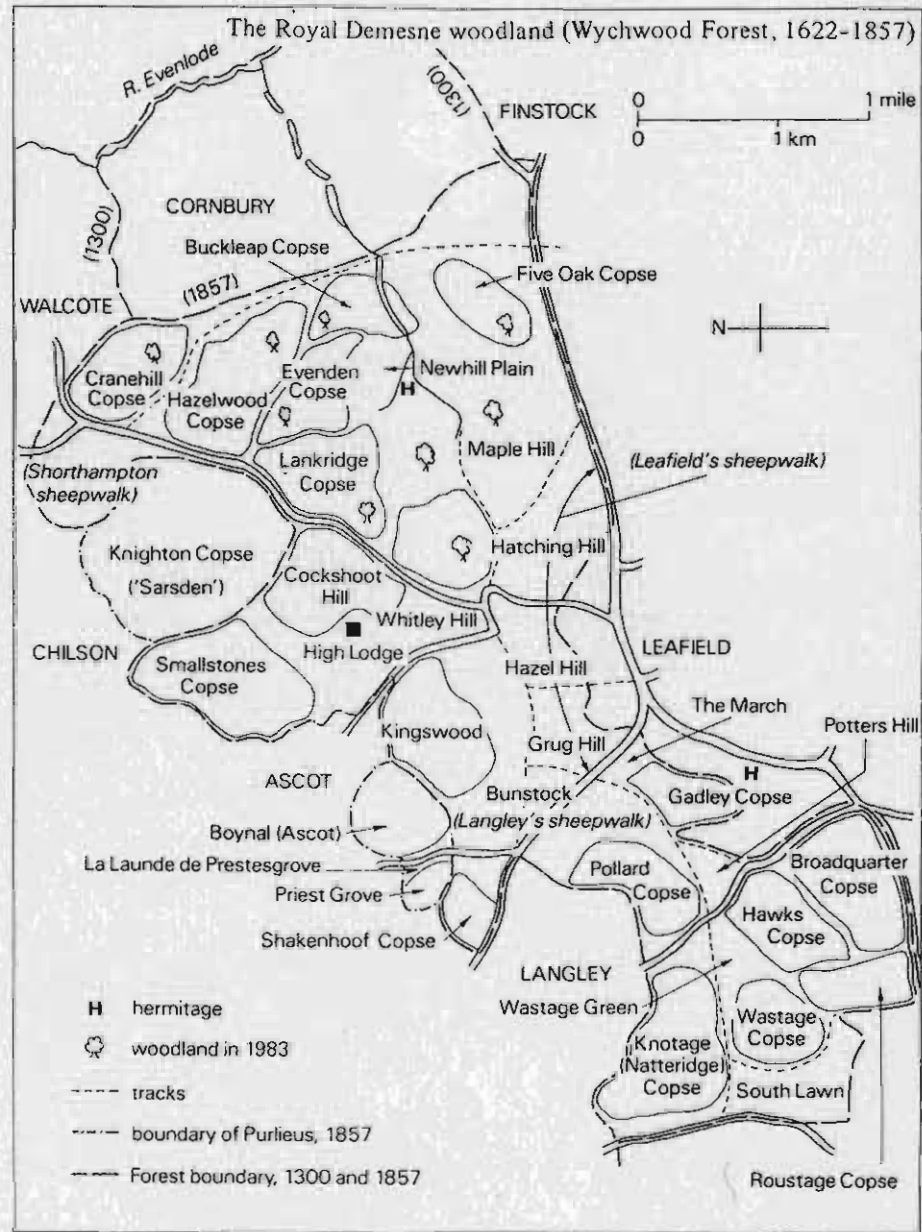 The Royal Demesne woodland (Wychwood Forest, 1622-1857)
R. Evenlode
(1300)
FINSTOCK
0 1 mile
0 1 km
(1300)
CORNBURY
Buckleap Copse
Five Oak Copse
(1857)
WALCOTE
N
Cranehill
Copse
Hazelwood
Copse
Evenden
Copse
Newhill Plain
H
Maple Hill
Lankridge
Copse
(Leafield's sheepwalk)
(Shorthampton
sheepwalk)
Knighton Copse
('Sarsden')
Hatching Hill
Cockshoot
Hill
Whitley Hill
High Lodge
CHILSON
Smallstones
Copse
Hazel Hill
LEAFIELD
The March
Potters Hill
Kingswood
Grug Hill
H
Gadley Copse
ASCOT
Bunstock
(Langley's sheepwalk)
Boynal (Ascot)
La Launde de Prestesgrove
Priest Grove
Shakenhoof Copse
Pollard
Copse
Broadquarter
Copse
Hawks
Copse
LANGLEY
Wastage Green
Wastage
Copse
Knotage
(Natteridge)
Copse
South Lawn
Roustage Copse
H hermitage
woodland in 1983
tracks
boundary of Purlieus, 1857
Forest boundary, 1300 and 1857